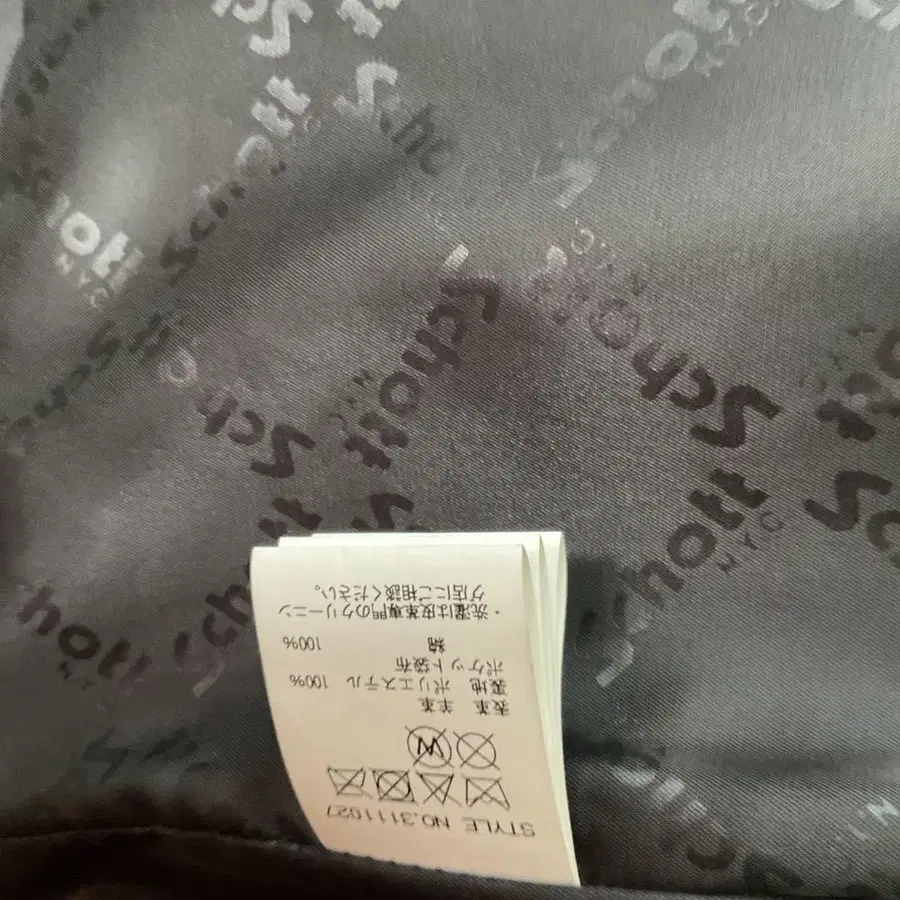 Schott
NYC
STYLE NO.3111027
W
表革 羊革
裏地 ポリエステル 100%
ポケット袋布
綿 100%
・洗濯は皮革専門のクリーニン
グ店にご相談ください。